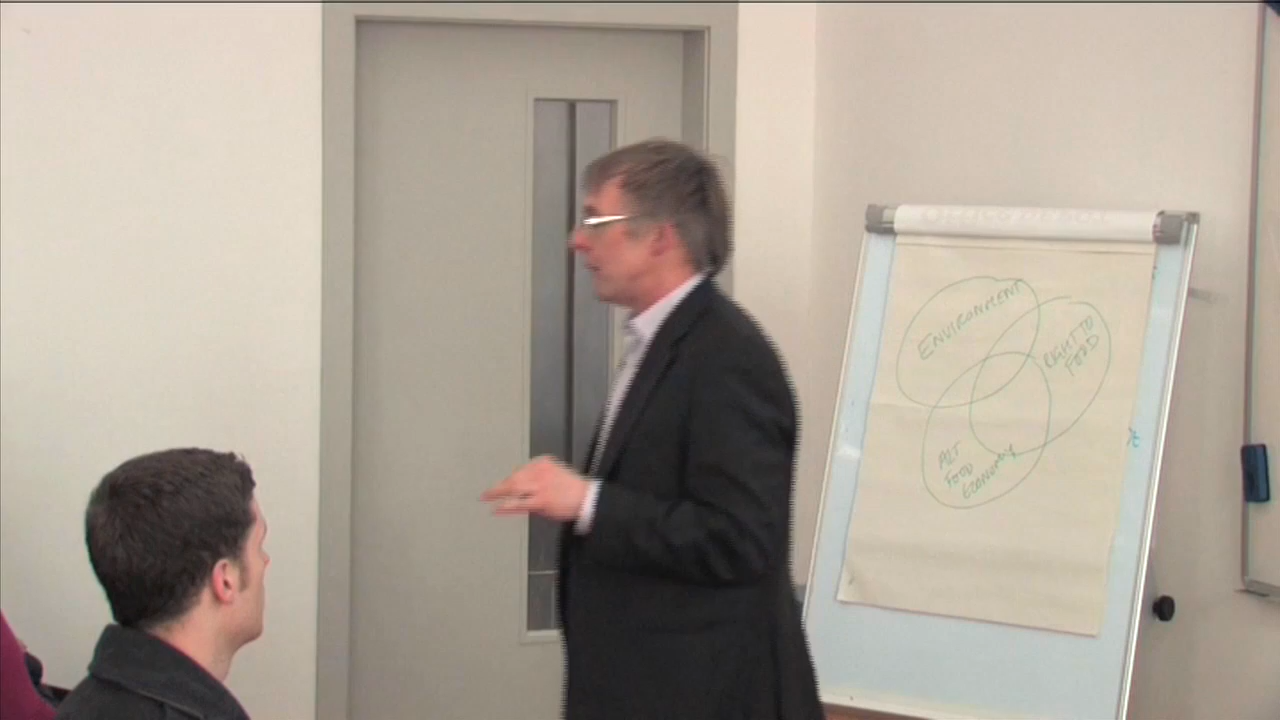 ENVIRONMENT
RIGHT TO
FOOD
ALT
FOOD
ECONOMY